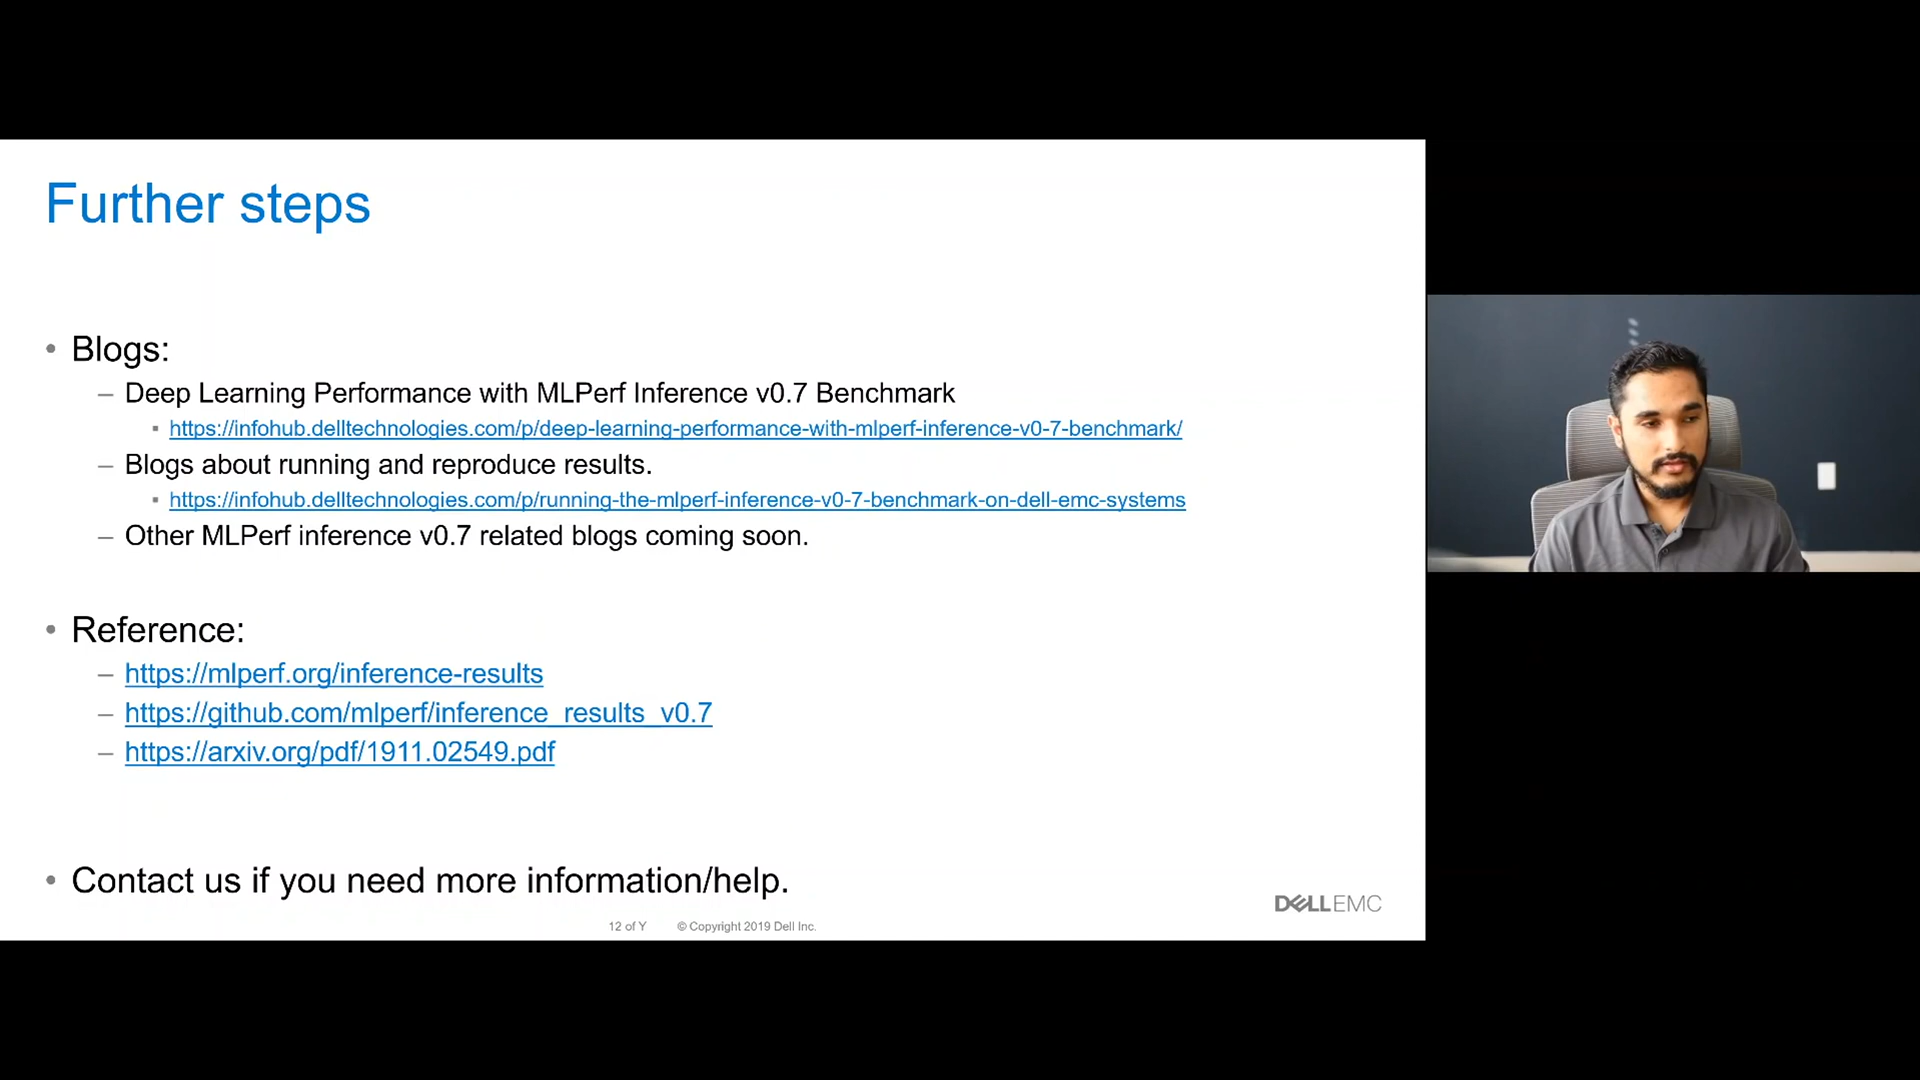 Further steps
• Blogs:
– Deep Learning Performance with MLPerf Inference v0.7 Benchmark
▪ https://infohub.delltechnologies.com/p/deep-learning-performance-with-mlperf-inference-v0-7-benchmark/
– Blogs about running and reproduce results.
▪ https://infohub.delltechnologies.com/p/running-the-mlperf-inference-v0-7-benchmark-on-dell-emc-systems
– Other MLPerf inference v0.7 related blogs coming soon.
• Reference:
– https://mlperf.org/inference-results
– https://github.com/mlperf/inference_results_v0.7
– https://arxiv.org/pdf/1911.02549.pdf
• Contact us if you need more information/help.
DELLEMC
12 of Y © Copyright 2019 Dell Inc.